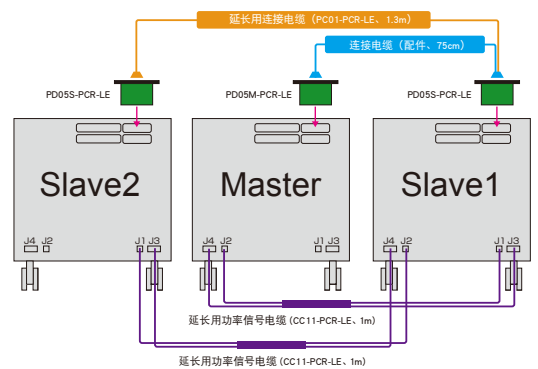 延长用连接电缆（PC01-PCR-LE、1.3m）
连接电缆（配件、75cm）
PD05S-PCR-LE
PD05M-PCR-LE
PD05S-PCR-LE
Slave2
Master
Slave1
J4 J2 J1 J3
J4 J2 J1 J3
J4 J2 J1 J3
延长用功率信号电缆（CC11-PCR-LE、1m）
延长用功率信号电缆（CC11-PCR-LE、1m）